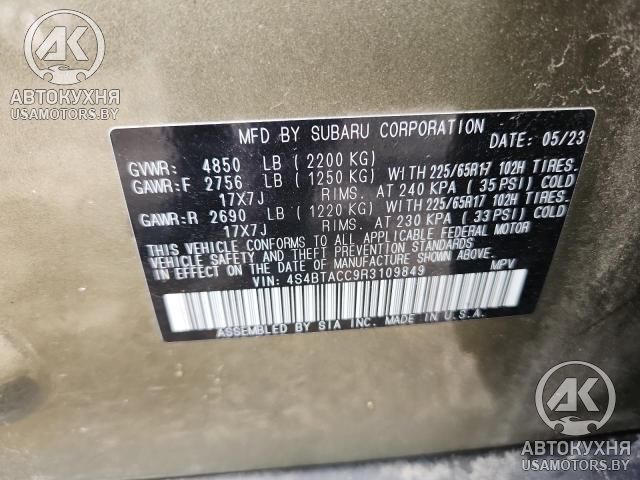 АК
АВТОКУХНЯ
USAMOTORS.BY
MFD BY SUBARU CORPORATION DATE: 05/23
GVWR: 4850 LB (2200 KG)
GAWR:F 2756 LB (1250 KG) WITH 225/65R17 102H TIRES.
17X7J RIMS. AT 240 KPA (35 PSI) COLD
GAWR:R 2690 LB (1220 KG) WITH 225/65R17 102H TIRES.
17X7J RIMS. AT 230 KPA (33 PSI) COLD
THIS VEHICLE CONFORMS TO ALL APPLICABLE FEDERAL MOTOR
VEHICLE SAFETY, BUMPER, AND THEFT PREVENTION STANDARDS
IN EFFECT ON THE DATE OF MANUFACTURE SHOWN ABOVE.
VIN: 4S4BTACC9R3109849 MPV
ASSEMBLED BY SIA INC. MADE IN U.S.A.
АК
АВТОКУХНЯ
USAMOTORS.BY